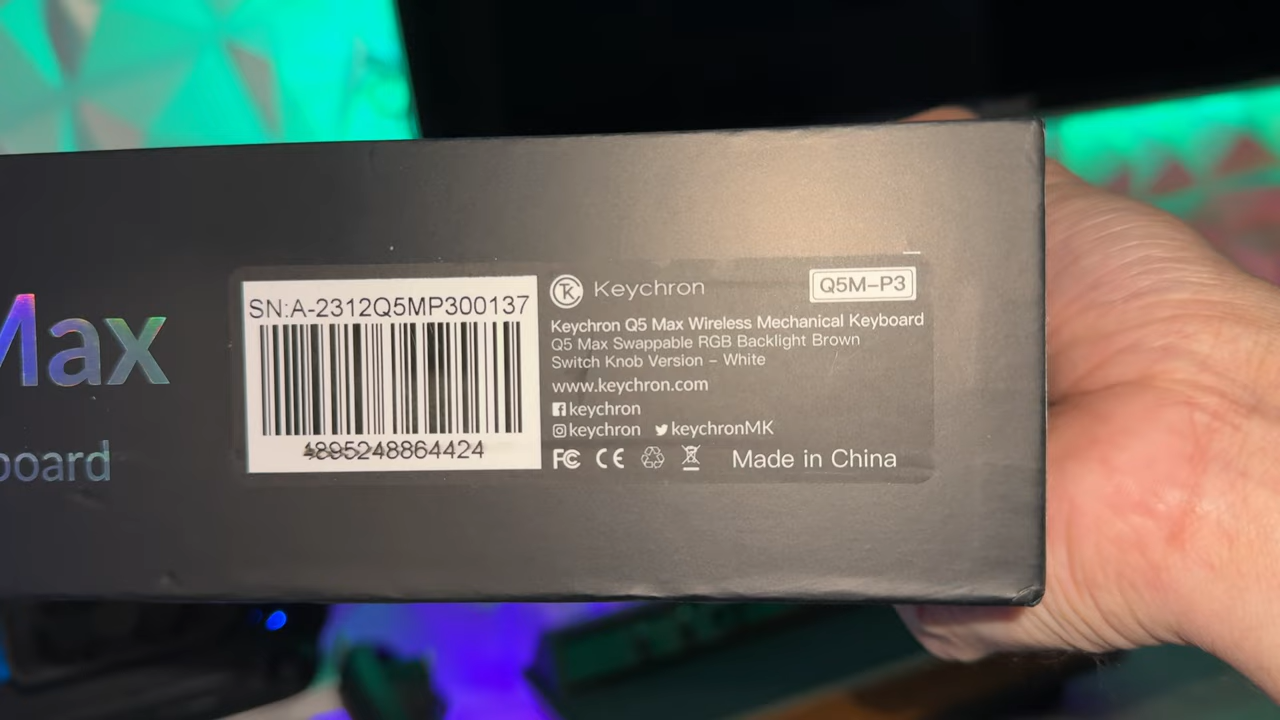 Max
board
SN:A-2312Q5MP300137
4895248864424
Keychron
Q5M-P3
Keychron Q5 Max Wireless Mechanical Keyboard
Q5 Max Swappable RGB Backlight Brown
Switch Knob Version – White
www.keychron.com
keychron
keychron keychronMK
FC CE Made in China